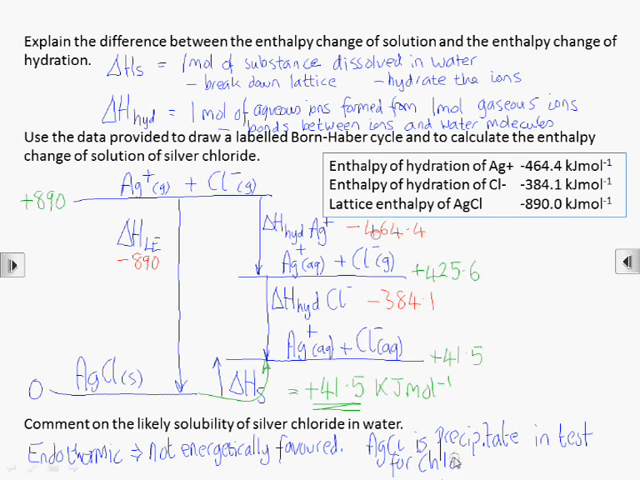 Explain the difference between the enthalpy change of solution and the enthalpy change of
hydration. ΔHs = 1mol of substance dissolved in water
– break down lattice – hydrate the ions
ΔHhyd = 1 mol of aqueous ions formed from 1mol gaseous ions
– bonds between ions and water molecules
Use the data provided to draw a labelled Born-Haber cycle and to calculate the enthalpy
change of solution of silver chloride.
Enthalpy of hydration of Ag+ -464.4 kJmol-1
Enthalpy of hydration of Cl- -384.1 kJmol-1
Lattice enthalpy of AgCl -890.0 kJmol-1
+890 Ag+(g) + Cl-(g)
ΔHLE
-890
ΔHhyd Ag+ -464.4
Ag+(aq) + Cl-(g) +425.6
ΔHhyd Cl- -384.1
Ag+(aq) + Cl-(aq) +41.5
0 AgCl(s) ΔHs = +41.5 KJmol-1
Comment on the likely solubility of silver chloride in water.
Endothermic ⇒ Not energetically favoured. AgCl is precipitate in test
for Chlo